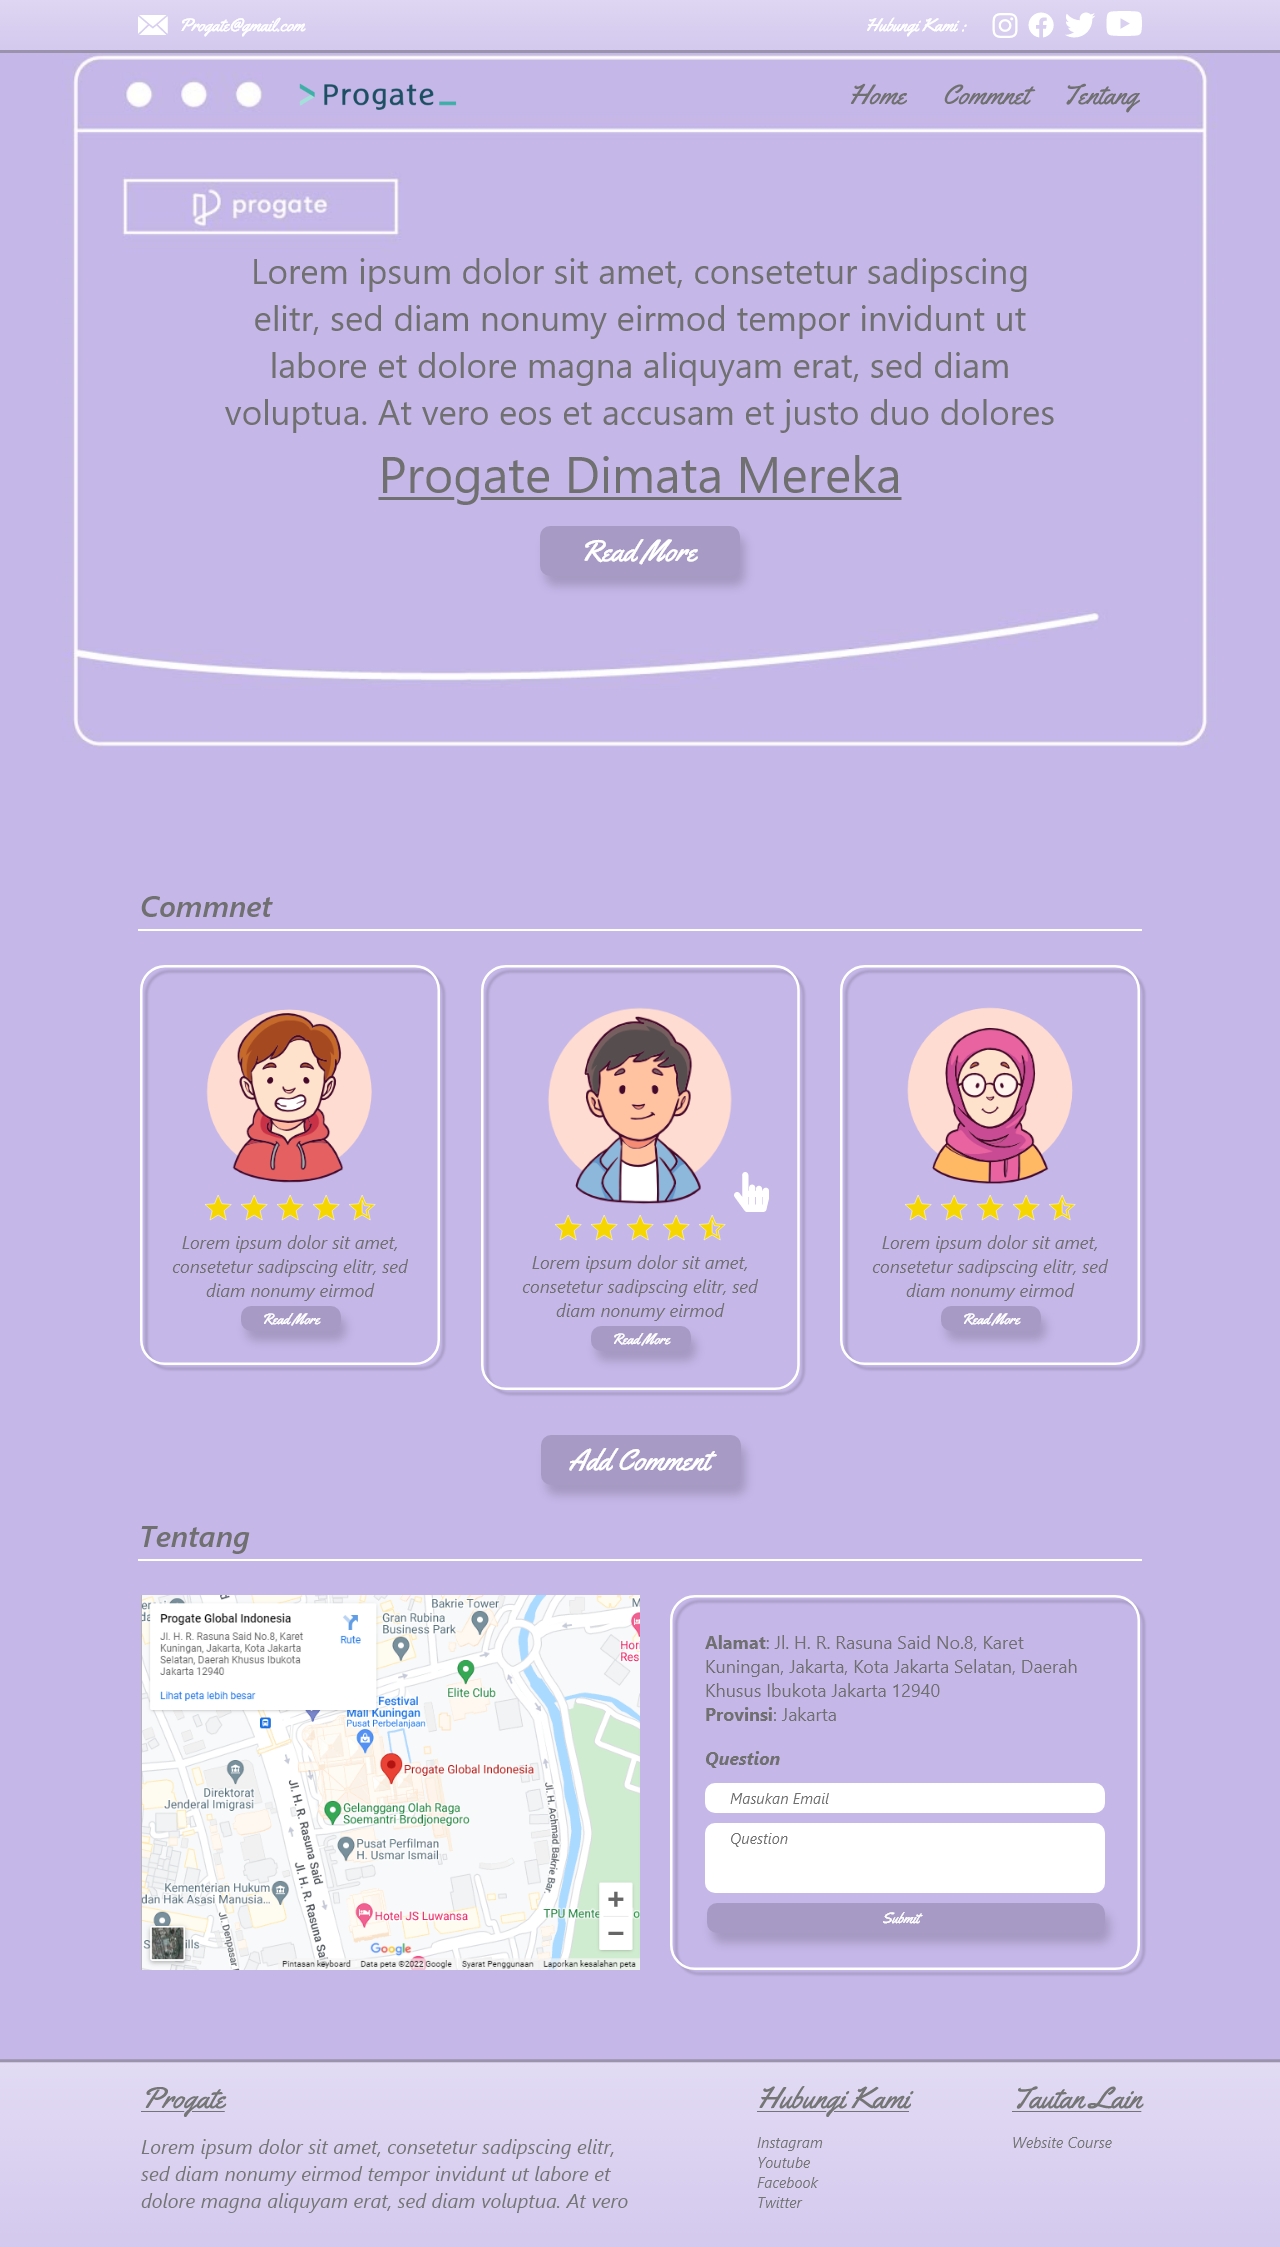 Progate@gmail.com
Hubungi Kami :
>Progate_
Home Commnet Tentang
progate
Lorem ipsum dolor sit amet, consetetur sadipscing
elitr, sed diam nonumy eirmod tempor invidunt ut
labore et dolore magna aliquyam erat, sed diam
voluptua. At vero eos et accusam et justo duo dolores
Progate Dimata Mereka
Read More
Commnet
Lorem ipsum dolor sit amet,
consetetur sadipscing elitr, sed
diam nonumy eirmod
Read More
Lorem ipsum dolor sit amet,
consetetur sadipscing elitr, sed
diam nonumy eirmod
Read More
Lorem ipsum dolor sit amet,
consetetur sadipscing elitr, sed
diam nonumy eirmod
Read More
Add Comment
Tentang
Progate Global Indonesia
Jl. H. R. Rasuna Said No.8, Karet
Kuningan, Jakarta, Kota Jakarta
Selatan, Daerah Khusus Ibukota
Jakarta 12940
Rute
Lihat peta lebih besar
Bakrie Tower
Gran Rubina
Business Park
Elite Club
Festival
Mall Kuningan
Pusat Perbelanjaan
Progate Global Indonesia
Direktorat
Jenderal Imigrasi
Gelanggang Olah Raga
Soemantri Brodjonegoro
Pusat Perfilman
H. Usmar Ismail
Jl. H. R. Rasuna Said
Jl. H. R. Rasuna Sai
Jl. H. Achmad Bakrie Bar.
Kementerian Hukum
dan Hak Asasi Manusia...
Jl. Denpasar
Hotel JS Luwansa
TPU Mente
Google
Pintasan keyboard Data peta ©2022 Google Syarat Penggunaan Laporkan kesalahan peta
Alamat: Jl. H. R. Rasuna Said No.8, Karet
Kuningan, Jakarta, Kota Jakarta Selatan, Daerah
Khusus Ibukota Jakarta 12940
Provinsi: Jakarta
Question
Masukan Email
Question
Submit
Progate
Lorem ipsum dolor sit amet, consetetur sadipscing elitr,
sed diam nonumy eirmod tempor invidunt ut labore et
dolore magna aliquyam erat, sed diam voluptua. At vero
Hubungi Kami
Instagram
Youtube
Facebook
Twitter
Tautan Lain
Website Course